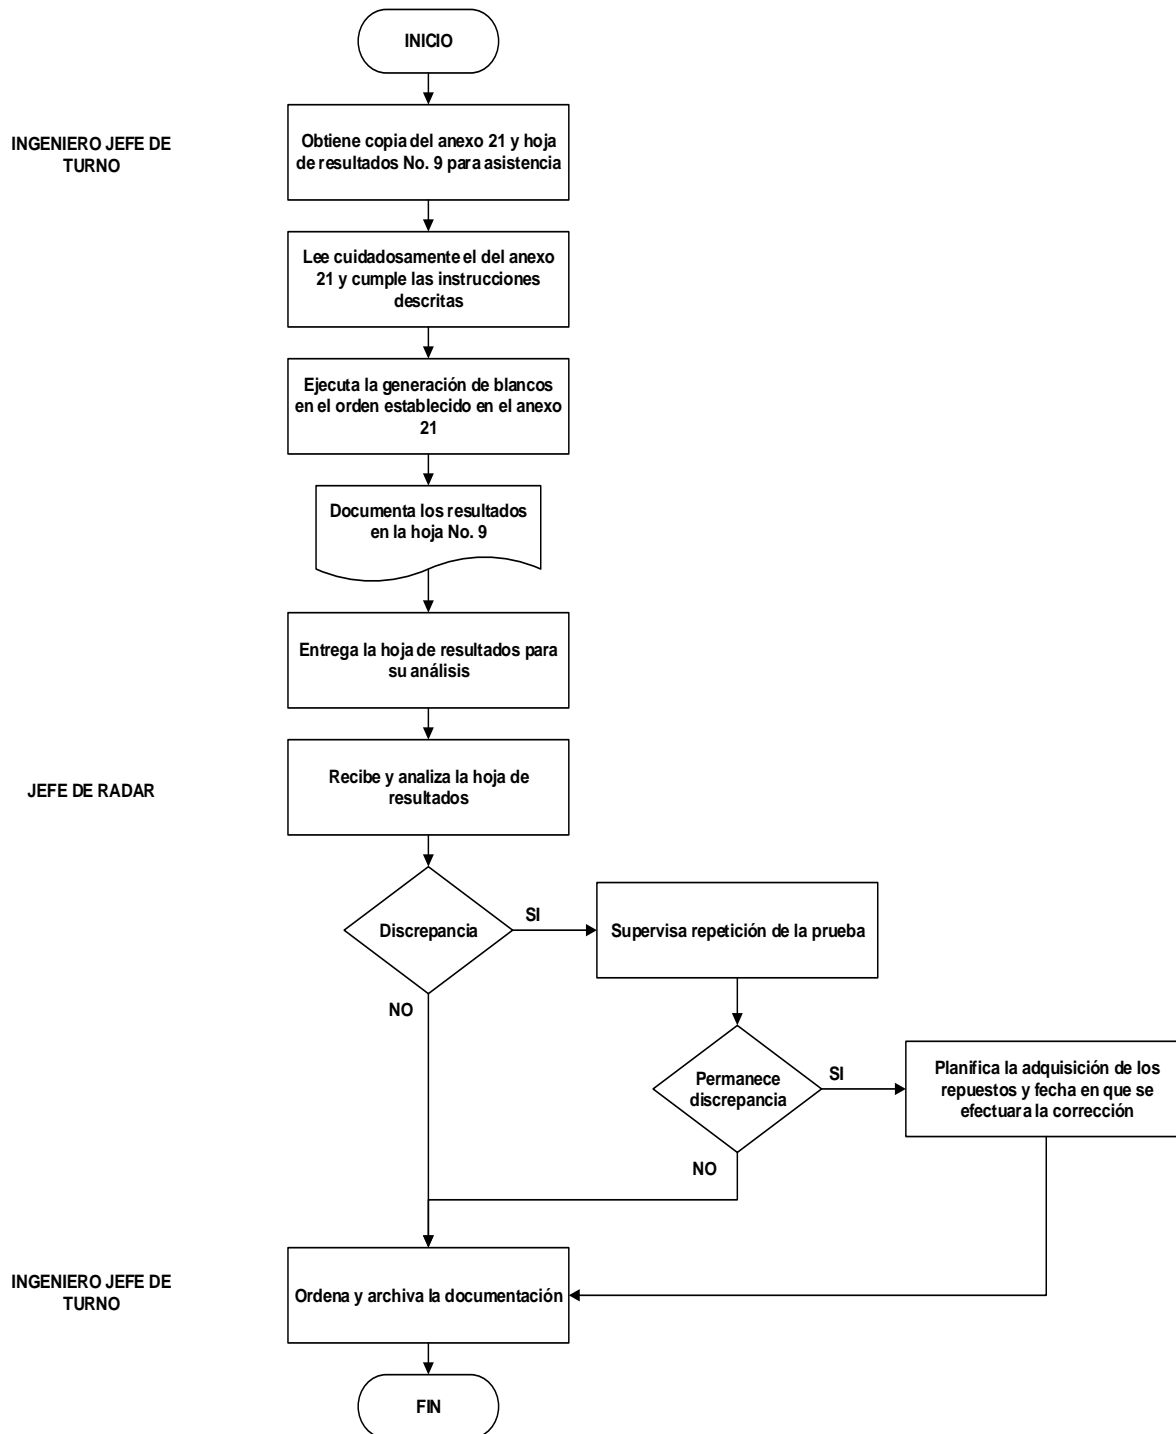 INICIO
INGENIERO JEFE DE
TURNO
Obtiene copia del anexo 21 y hoja
de resultados No. 9 para asistencia
Lee cuidadosamente el del anexo
21 y cumple las instrucciones
descritas
Ejecuta la generación de blancos
en el orden establecido en el anexo
21
Documenta los resultados
en la hoja No. 9
Entrega la hoja de resultados para
su análisis
JEFE DE RADAR
Recibe y analiza la hoja de
resultados
Discrepancia
SI
Supervisa repetición de la prueba
NO
Permanece
discrepancia
SI
Planifica la adquisición de los
repuestos y fecha en que se
efectuara la corrección
NO
INGENIERO JEFE DE
TURNO
Ordena y archiva la documentación
FIN